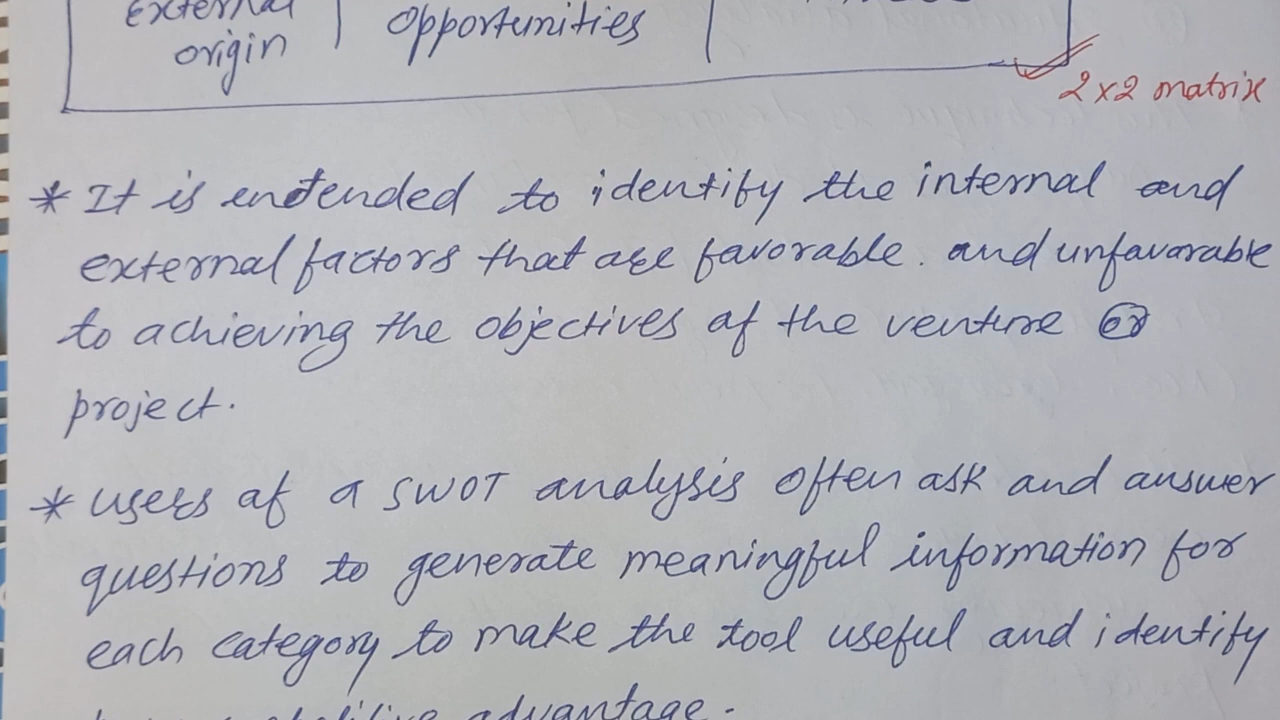 External
origin
Opportunities
2x2 matrix
* It is entended to identify the internal and
external factors that are favorable. and unfavarable
to achieving the objectives of the venture or
project.
* Users of a SWOT analysis often ask and answer
questions to generate meaningful information for
each category to make the tool useful and identify
advantage.